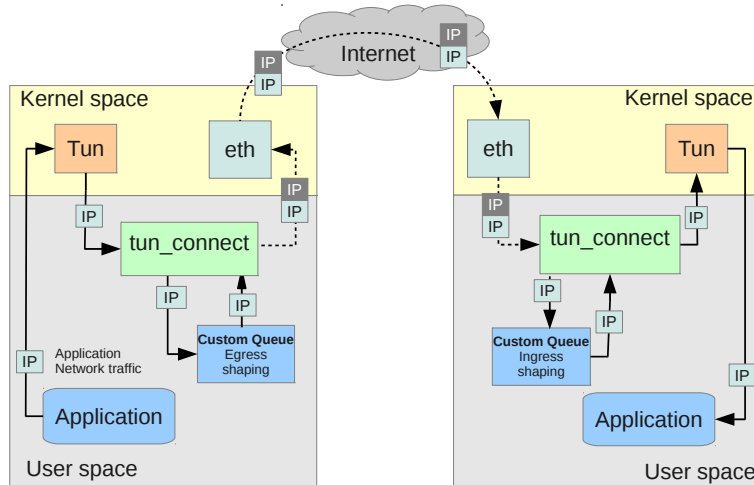 IP
Internet
IP
IP
IP
Kernel space
Kernel space
Tun
eth
eth
Tun
IP
IP
IP
IP
IP
IP
tun_connect
tun_connect
IP
IP
IP
IP
Custom Queue
Egress
shaping
Custom Queue
Ingress
shaping
IP
Application
Network traffic
IP
Application
Application
User space
User space